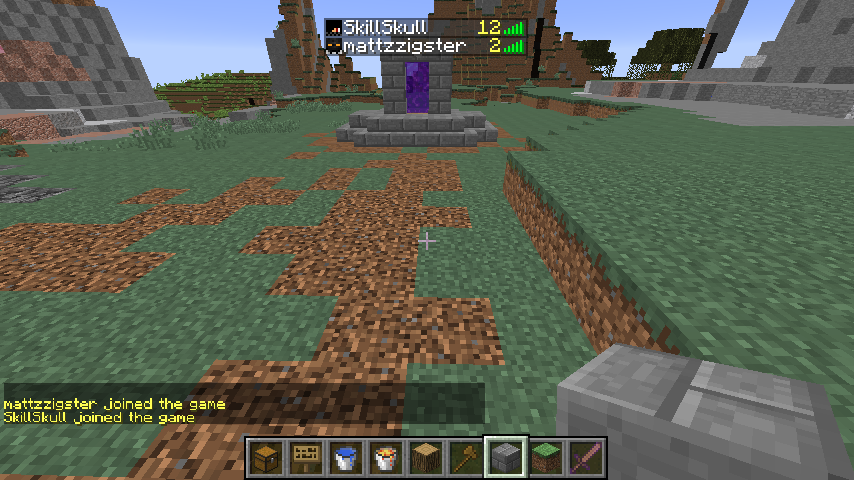 SkillSkull 12
mattzzigster 2
mattzzigster joined the game
SkillSkull joined the game